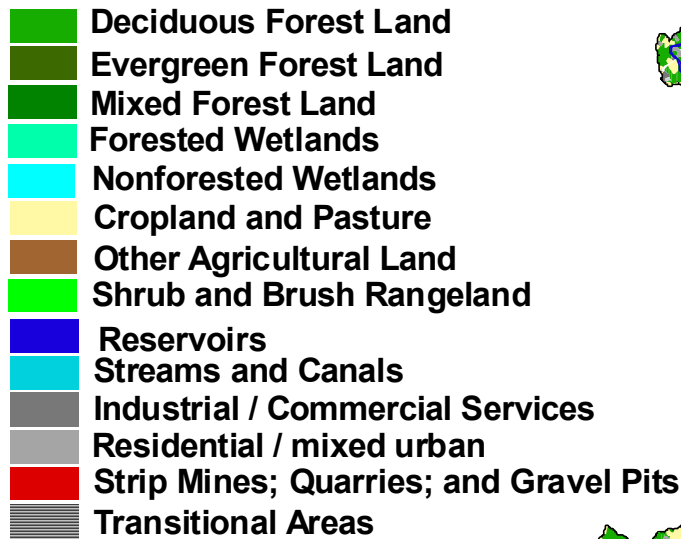 Deciduous Forest Land
Evergreen Forest Land
Mixed Forest Land
Forested Wetlands
Nonforested Wetlands
Cropland and Pasture
Other Agricultural Land
Shrub and Brush Rangeland
Reservoirs
Streams and Canals
Industrial / Commercial Services
Residential / mixed urban
Strip Mines; Quarries; and Gravel Pits
Transitional Areas